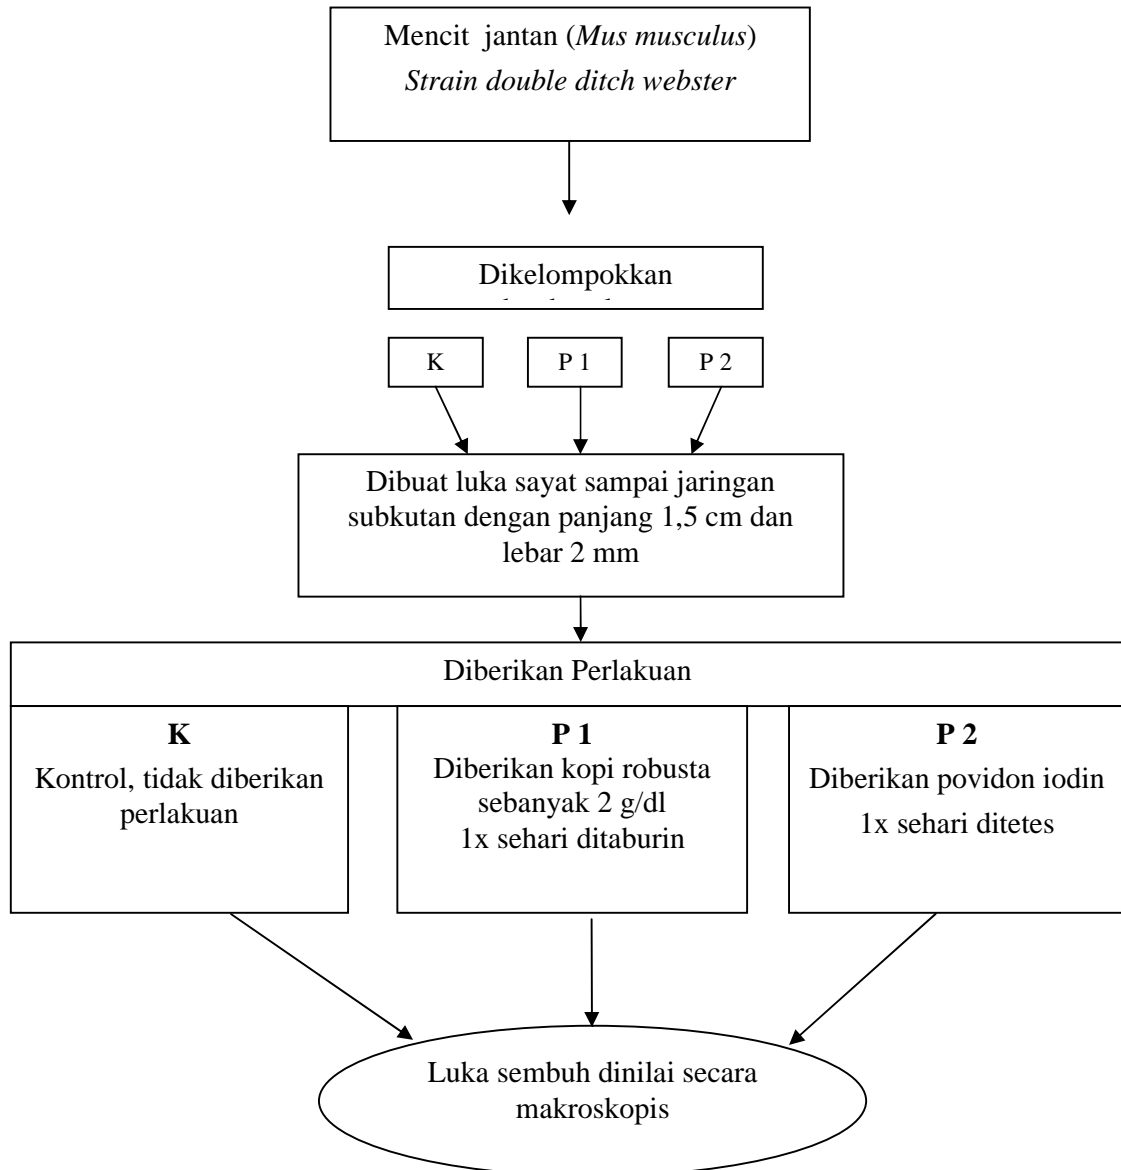 Mencit jantan (Mus musculus)
Strain double ditch webster
Dikelompokkan
K
P 1
P 2
Dibuat luka sayat sampai jaringan
subkutan dengan panjang 1,5 cm dan
lebar 2 mm
Diberikan Perlakuan
K
Kontrol, tidak diberikan
perlakuan
P 1
Diberikan kopi robusta
sebanyak 2 g/dl
1x sehari ditaburin
P 2
Diberikan povidon iodin
1x sehari ditetes
Luka sembuh dinilai secara
makroskopis